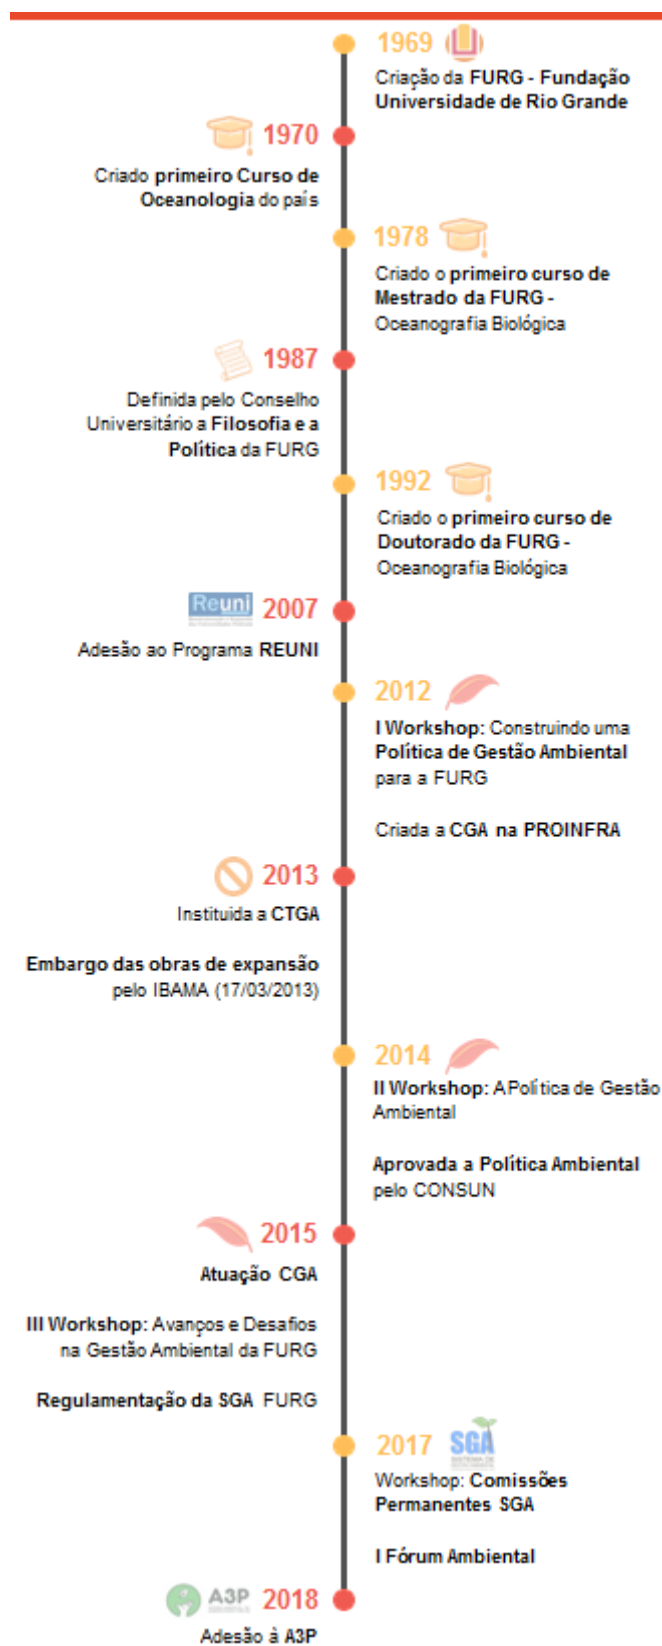 1969
Criação da FURG - Fundação
Universidade de Rio Grande
1970
Criado primeiro Curso de
Oceanologia do país
1978
Criado o primeiro curso de
Mestrado da FURG -
Oceanografia Biológica
1987
Definida pelo Conselho
Universitário a Filosofia e a
Política da FURG
1992
Criado o primeiro curso de
Doutorado da FURG -
Oceanografia Biológica
Reuni 2007
Adesão ao Programa REUNI
2012
I Workshop: Construindo uma
Política de Gestão Ambiental
para a FURG
Criada a CGA na PROINFRA
2013
Instituida a CTGA
Embargo das obras de expansão
pelo IBAMA (17/03/2013)
2014
II Workshop: A Política de Gestão
Ambiental
Aprovada a Política Ambiental
pelo CONSUN
2015
Atuação CGA
III Workshop: Avanços e Desafios
na Gestão Ambiental da FURG
Regulamentação da SGA FURG
2017 SGA
Workshop: Comissões
Permanentes SGA
I Fórum Ambiental
A3P 2018
Adesão à A3P